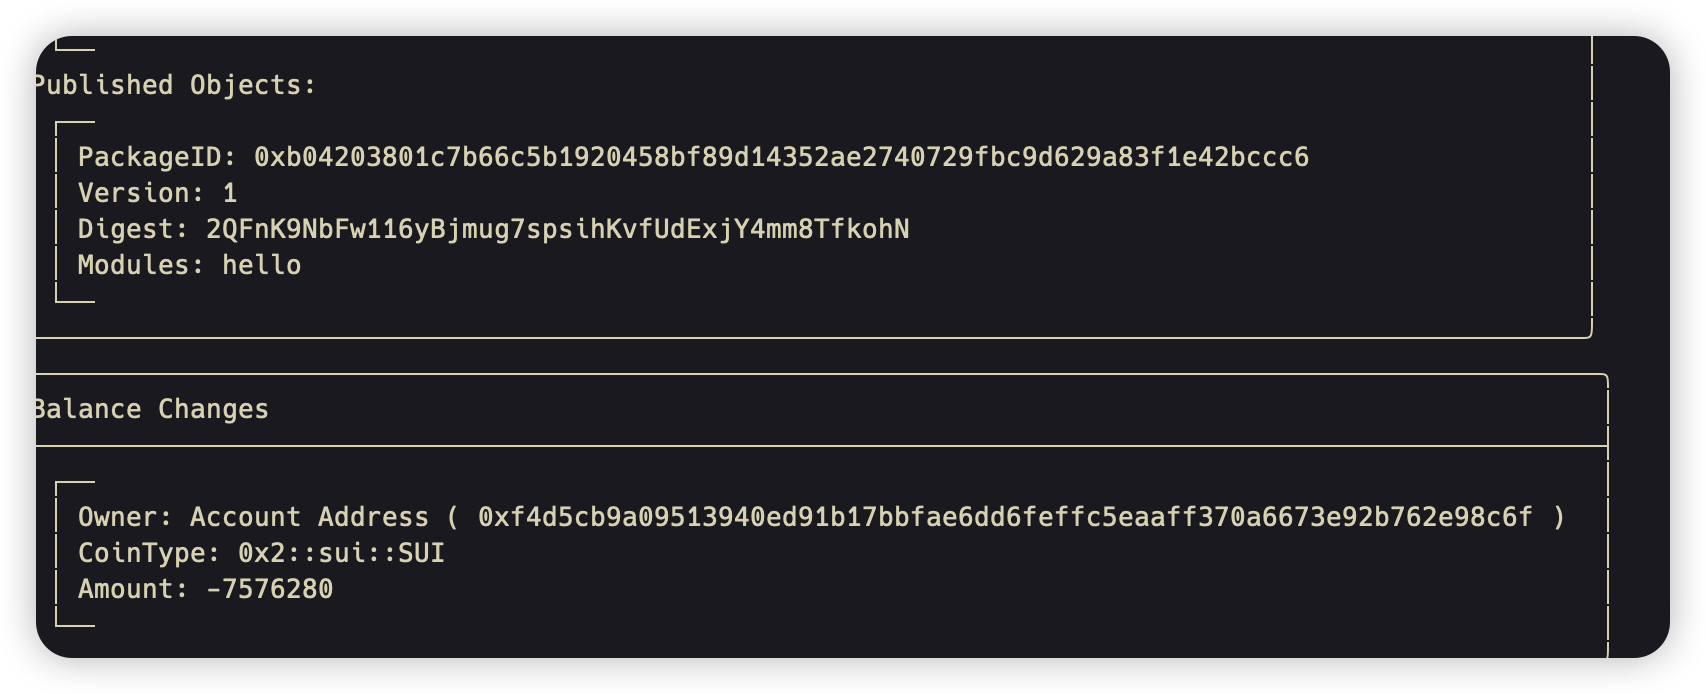 Published Objects:
PackageID: 0xb04203801c7b66c5b1920458bf89d14352ae2740729fbc9d629a83f1e42bccc6
Version: 1
Digest: 2QFnK9NbFw116yBjmug7spsihKvfUdExjY4mm8TfkohN
Modules: hello
Balance Changes
Owner: Account Address ( 0xf4d5cb9a09513940ed91b17bbfae6dd6feffc5eaaff370a6673e92b762e98c6f )
CoinType: 0x2::sui::SUI
Amount: -7576280